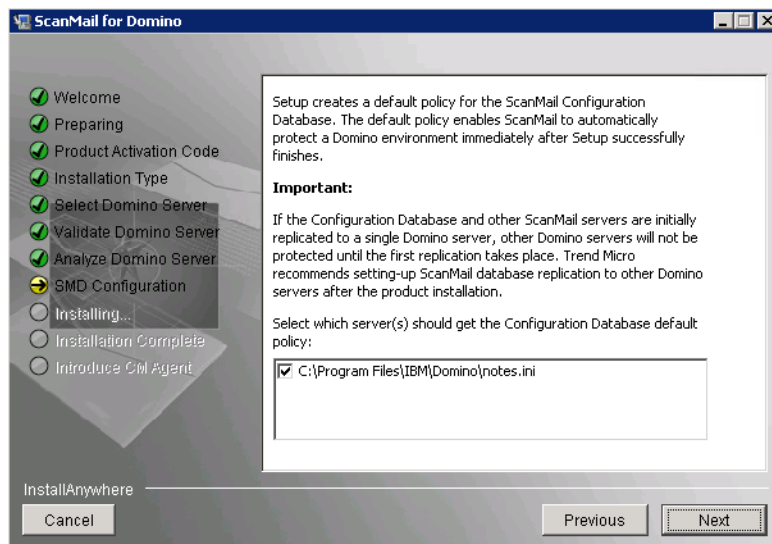 ScanMail for Domino
Welcome
Preparing
Product Activation Code
Installation Type
Select Domino Server
Validate Domino Server
Analyze Domino Server
SMD Configuration
Installing...
Installation Complete
Introduce CM Agent
Setup creates a default policy for the ScanMail Configuration
Database. The default policy enables ScanMail to automatically
protect a Domino environment immediately after Setup successfully
finishes.
Important:
If the Configuration Database and other ScanMail servers are initially
replicated to a single Domino server, other Domino servers will not be
protected until the first replication takes place. Trend Micro
recommends setting-up ScanMail database replication to other Domino
servers after the product installation.
Select which server(s) should get the Configuration Database default
policy:
C:\Program Files\IBM\Domino\notes.ini
InstallAnywhere
Cancel
Previous
Next